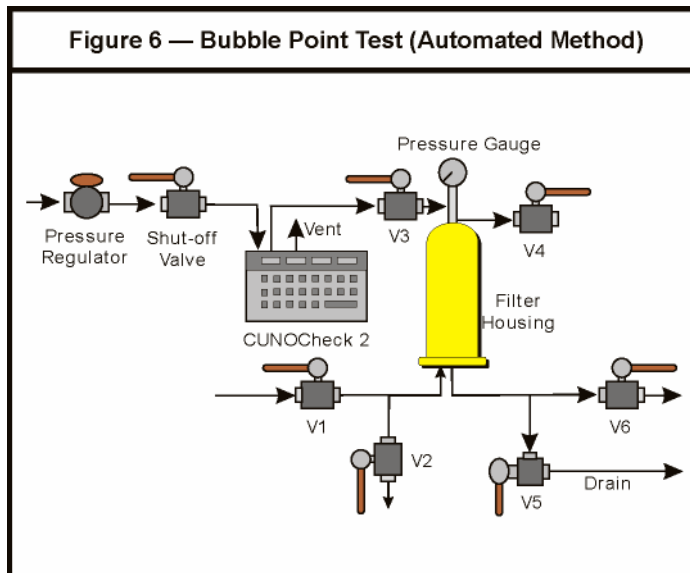 Figure 6 — Bubble Point Test (Automated Method)
Pressure Gauge
Pressure
Regulator
Shut-off
Valve
Vent
V3
V4
CUNOCheck 2
Filter
Housing
V1
V2
V6
V5
Drain